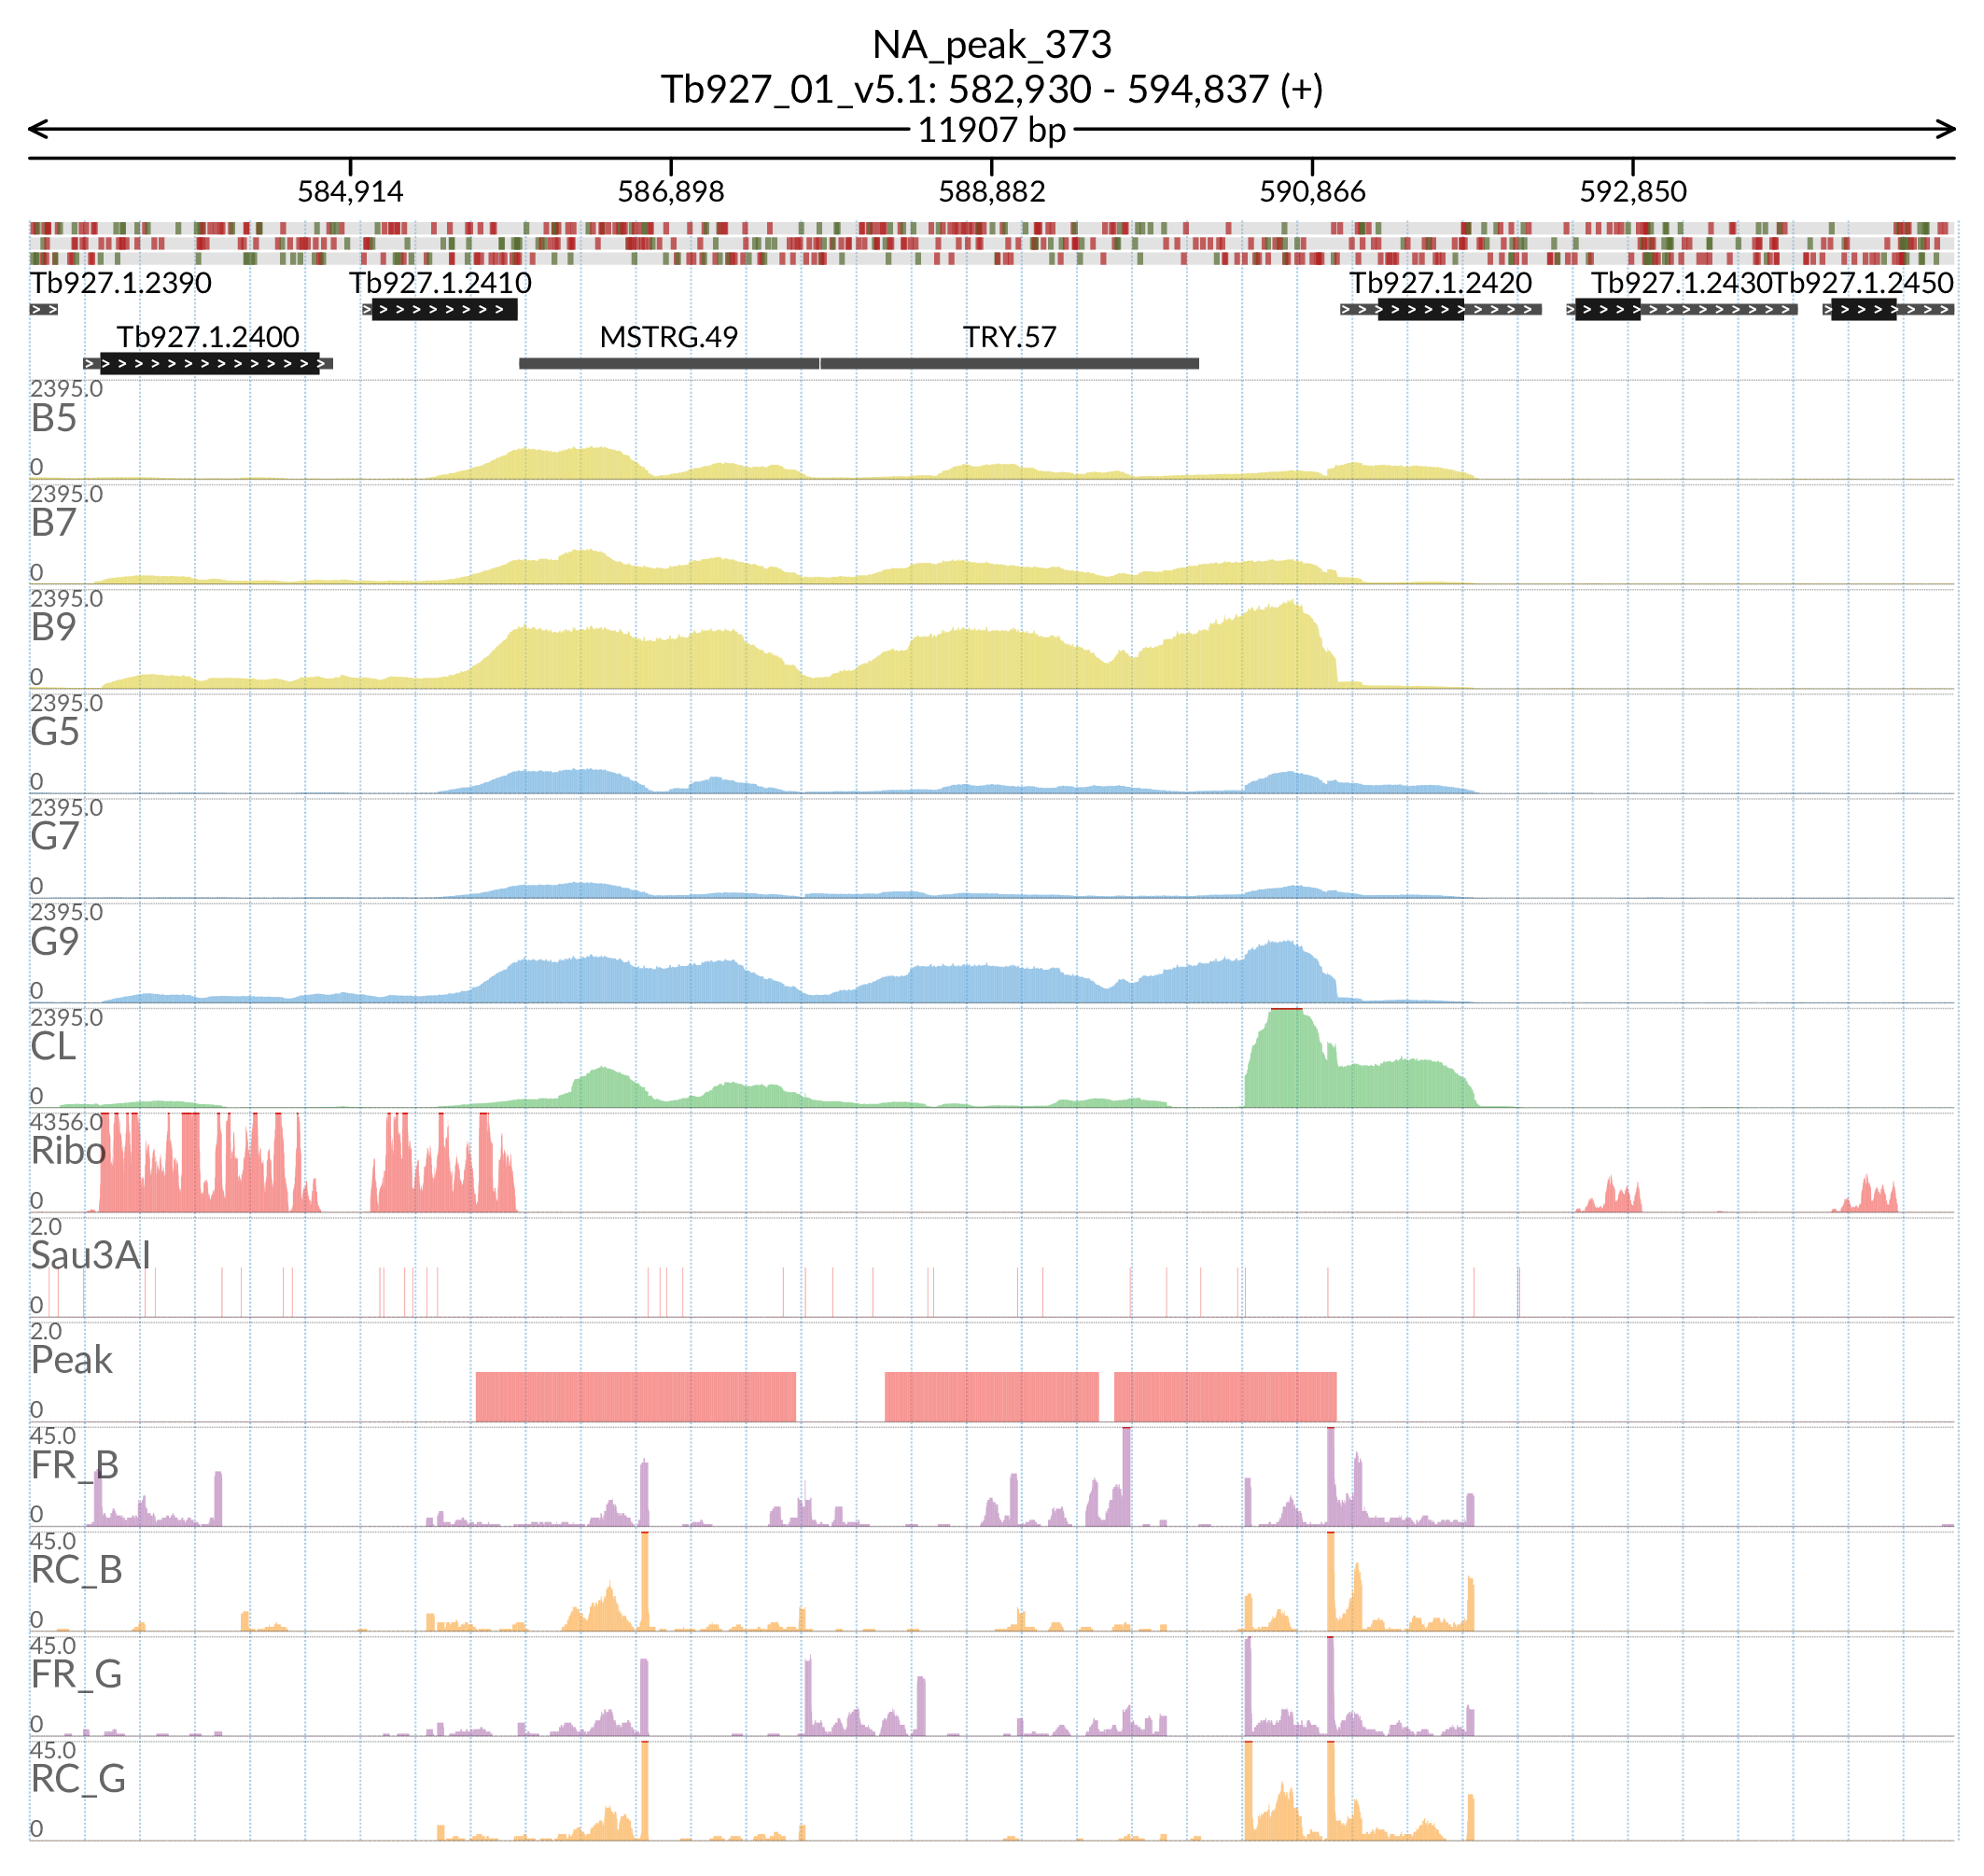 NA_peak_373
Tb927_01_v5.1: 582,930 - 594,837 (+)
11907 bp
584,914 586,898 588,882 590,866 592,850
Tb927.1.2390 Tb927.1.2410 Tb927.1.2420 Tb927.1.2430 Tb927.1.2450
Tb927.1.2400 MSTRG.49 TRY.57
2395.0
B5
0
2395.0
B7
0
2395.0
B9
0
2395.0
G5
0
2395.0
G7
0
2395.0
G9
0
2395.0
CL
0
4356.0
Ribo
0
2.0
Sau3AI
0
2.0
Peak
0
45.0
FR_B
0
45.0
RC_B
0
45.0
FR_G
0
45.0
RC_G
0